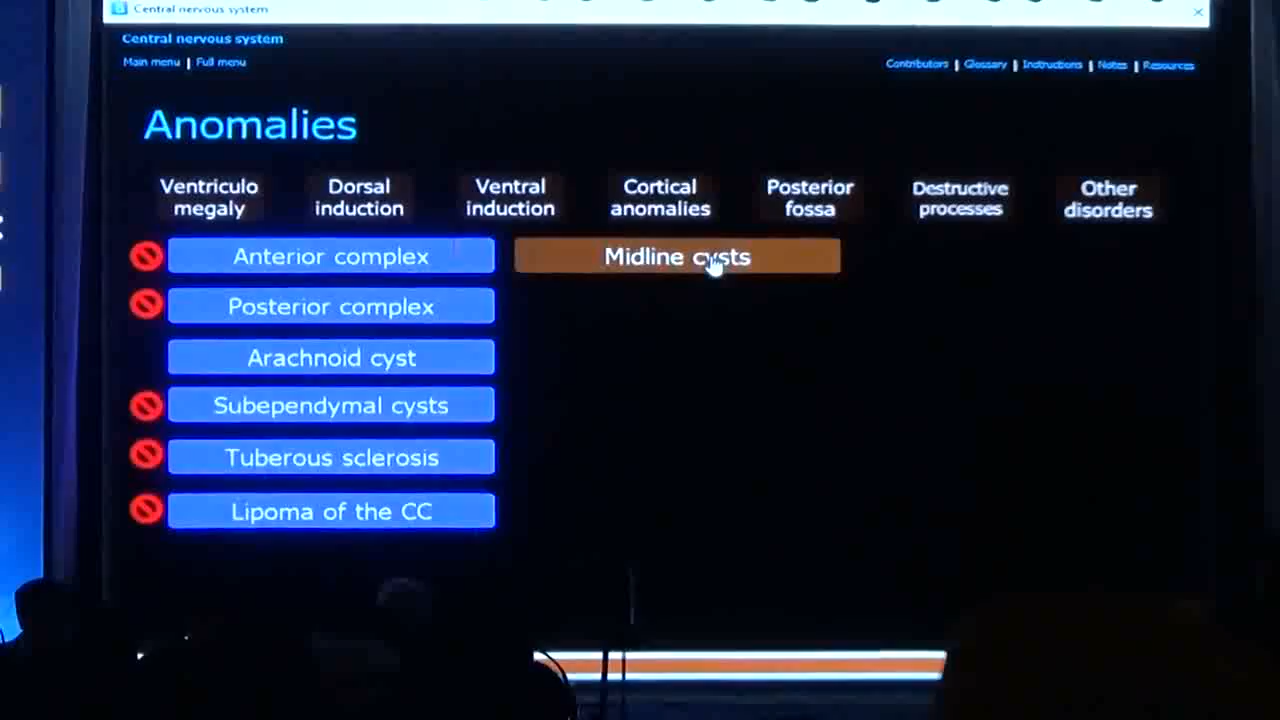 Central nervous system
Central nervous system
Main menu | Full menu
Contributors | Glossary | Instructions | Notes | Resources
Anomalies
Ventriculo
megaly
Dorsal
induction
Ventral
induction
Cortical
anomalies
Posterior
fossa
Destructive
processes
Other
disorders
Anterior complex
Midline cysts
Posterior complex
Arachnoid cyst
Subependymal cysts
Tuberous sclerosis
Lipoma of the CC